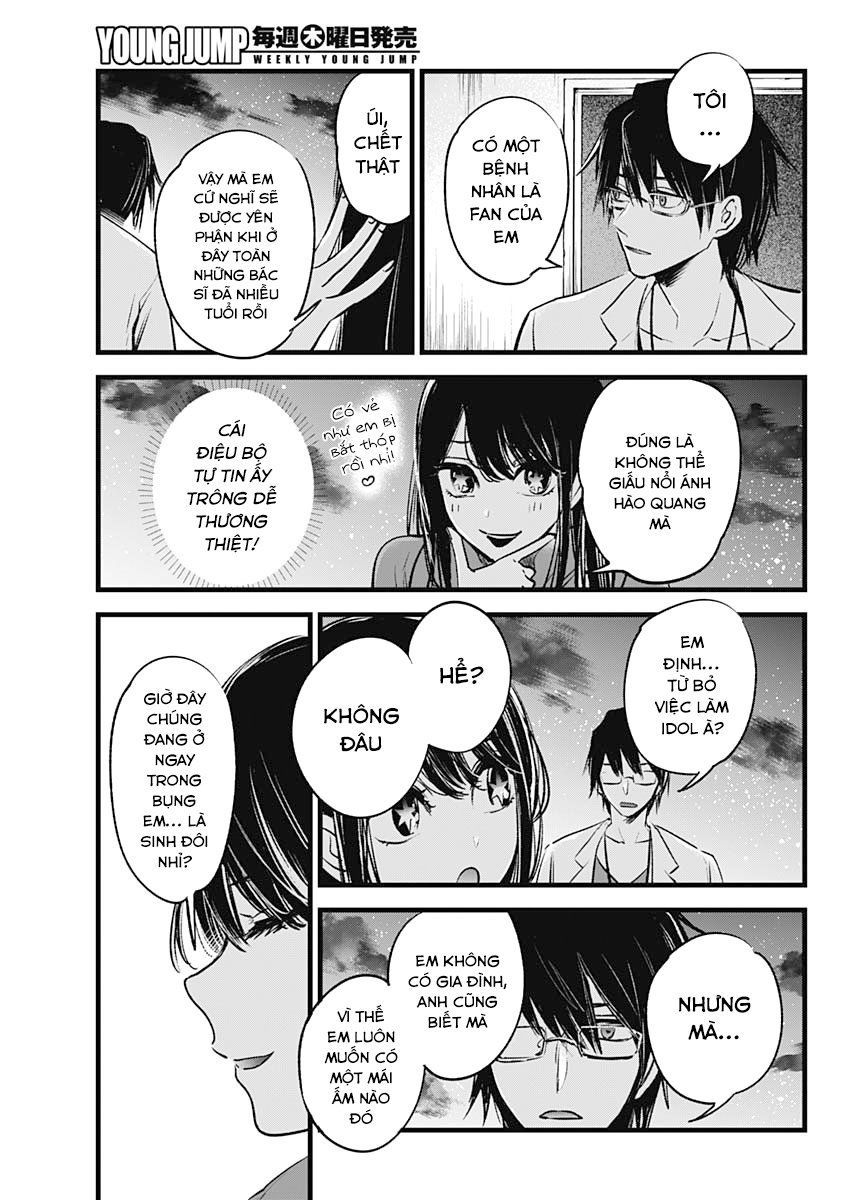 YOUNG JUMP 毎週木曜日発売
WEEKLY YOUNG JUMP
TÔI
...
CÓ MỘT
BỆNH
NHÂN LÀ
FAN CỦA
EM
ÚI,
CHẾT
THẬT
VẬY MÀ EM
CỨ NGHĨ SẼ
ĐƯỢC YÊN
PHẬN KHI Ở
ĐÂY TOÀN
NHỮNG BÁC
SĨ ĐÃ NHIỀU
TUỔI RỒI
ĐÚNG LÀ
KHÔNG THỂ
GIẤU NỔI ÁNH
HÀO QUANG
MÀ
Có vẻ
như em bị
bắt thóp
rồi nhỉ!
CÁI
ĐIỆU BỘ
TỰ TIN ẤY
TRÔNG DỄ
THƯƠNG
THIỆT!
EM
ĐỊNH...
TỪ BỎ
VIỆC LÀM
IDOL À?
HỂ?
KHÔNG
ĐÂU
NHƯNG
MÀ...
EM KHÔNG
CÓ GIA ĐÌNH,
ANH CŨNG
BIẾT MÀ
VÌ THẾ
EM LUÔN
MUỐN CÓ
MỘT MÁI
ẤM NÀO
ĐÓ
GIỜ ĐÂY
CHÚNG
ĐANG Ở
NGAY
TRONG
BỤNG
EM... LÀ
SINH ĐÔI
NHỈ?